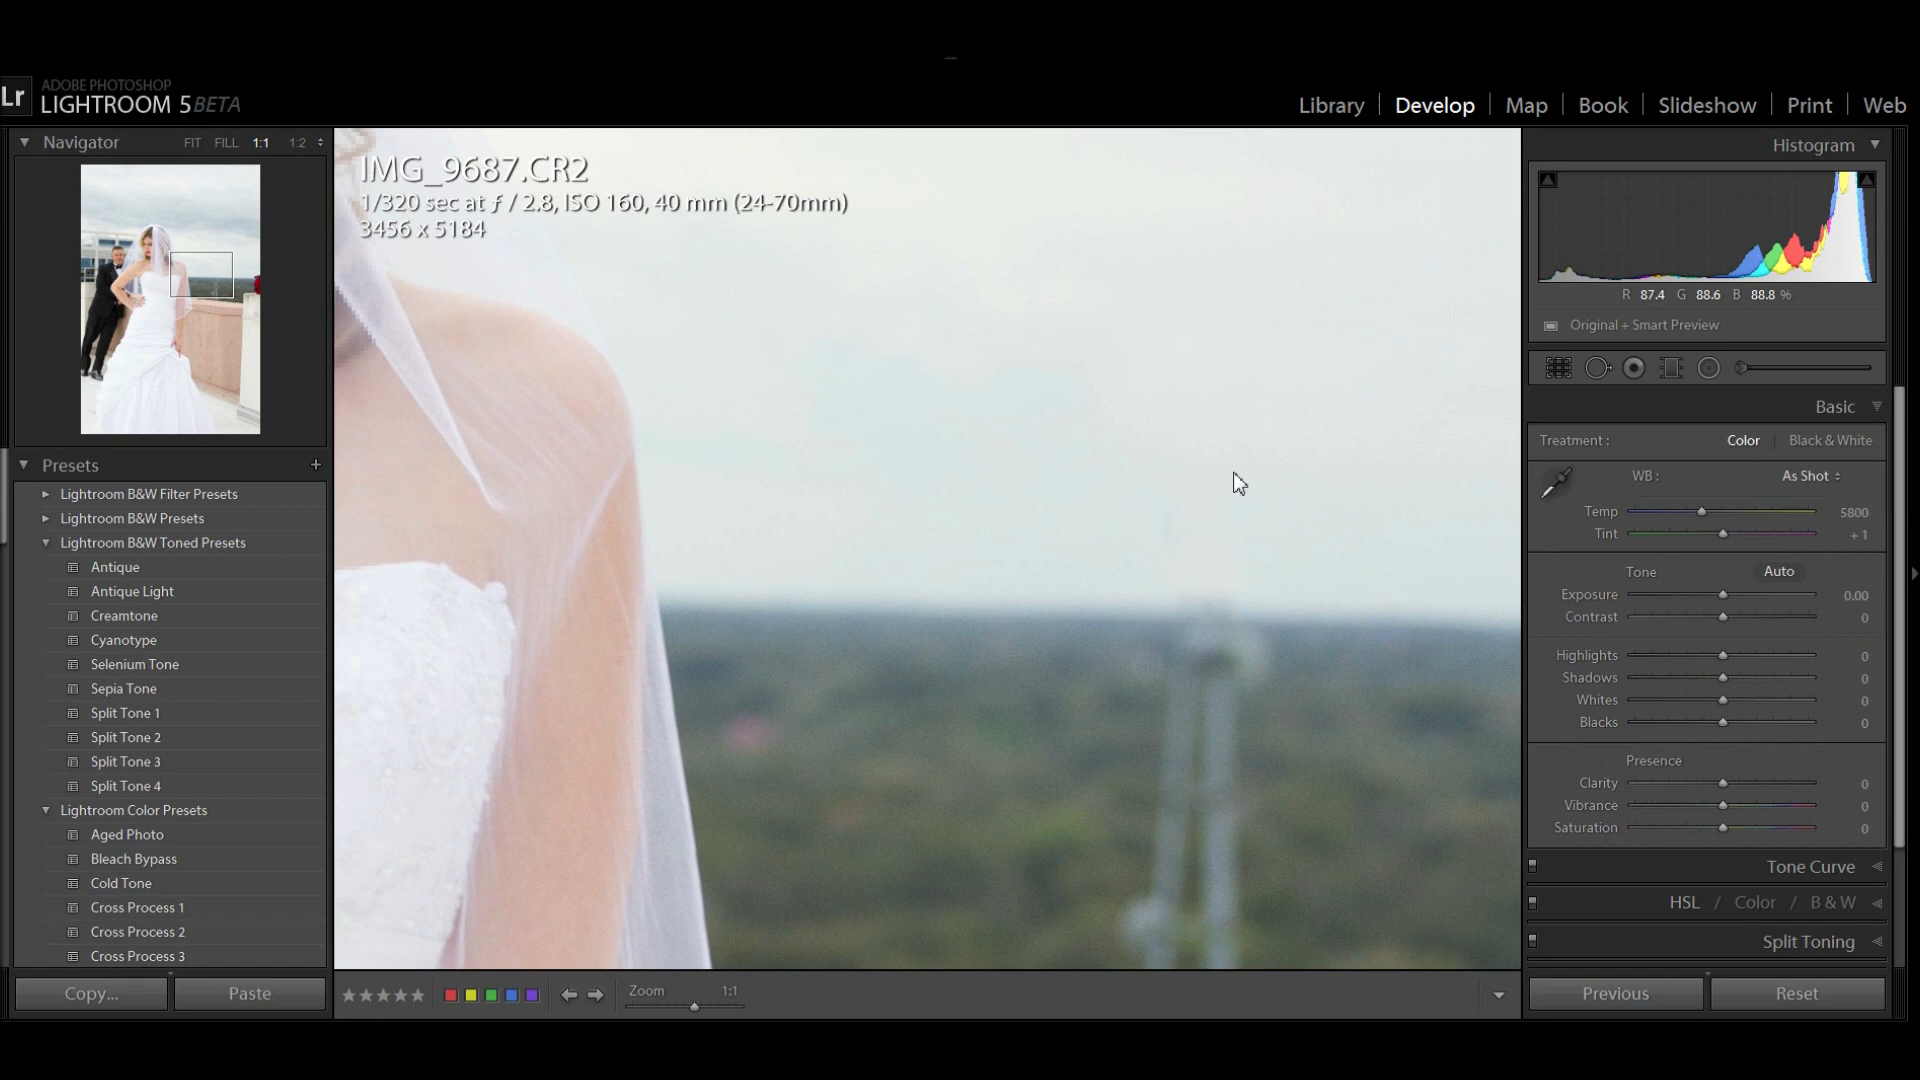 Lr
ADOBE PHOTOSHOP
LIGHTROOM 5 BETA
Library | Develop | Map | Book | Slideshow | Print | Web
Navigator FIT FILL 1:1 1:2
IMG_9687.CR2
1/320 sec at ƒ / 2.8, ISO 160, 40 mm (24-70mm)
3456 x 5184
Presets +
Lightroom B&W Filter Presets
Lightroom B&W Presets
Lightroom B&W Toned Presets
Antique
Antique Light
Creamtone
Cyanotype
Selenium Tone
Sepia Tone
Split Tone 1
Split Tone 2
Split Tone 3
Split Tone 4
Lightroom Color Presets
Aged Photo
Bleach Bypass
Cold Tone
Cross Process 1
Cross Process 2
Cross Process 3
Copy... Paste
Zoom 1:1
Histogram
R 87.4 G 88.6 B 88.8 %
Original + Smart Preview
Basic
Treatment : Color | Black & White
WB : As Shot
Temp 5800
Tint + 1
Tone Auto
Exposure 0.00
Contrast 0
Highlights 0
Shadows 0
Whites 0
Blacks 0
Presence
Clarity 0
Vibrance 0
Saturation 0
Tone Curve
HSL / Color / B & W
Split Toning
Previous Reset